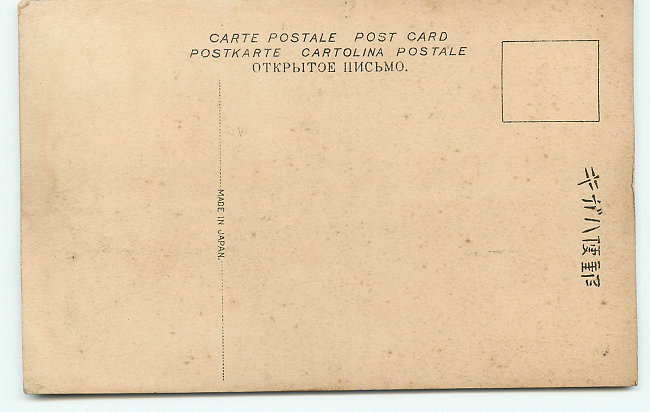 CARTE POSTALE POST CARD
POSTKARTE CARTOLINA POSTALE
ОТКРЫТОЕ ПИСЬМО.
MADE IN JAPAN.
キガハ便郵